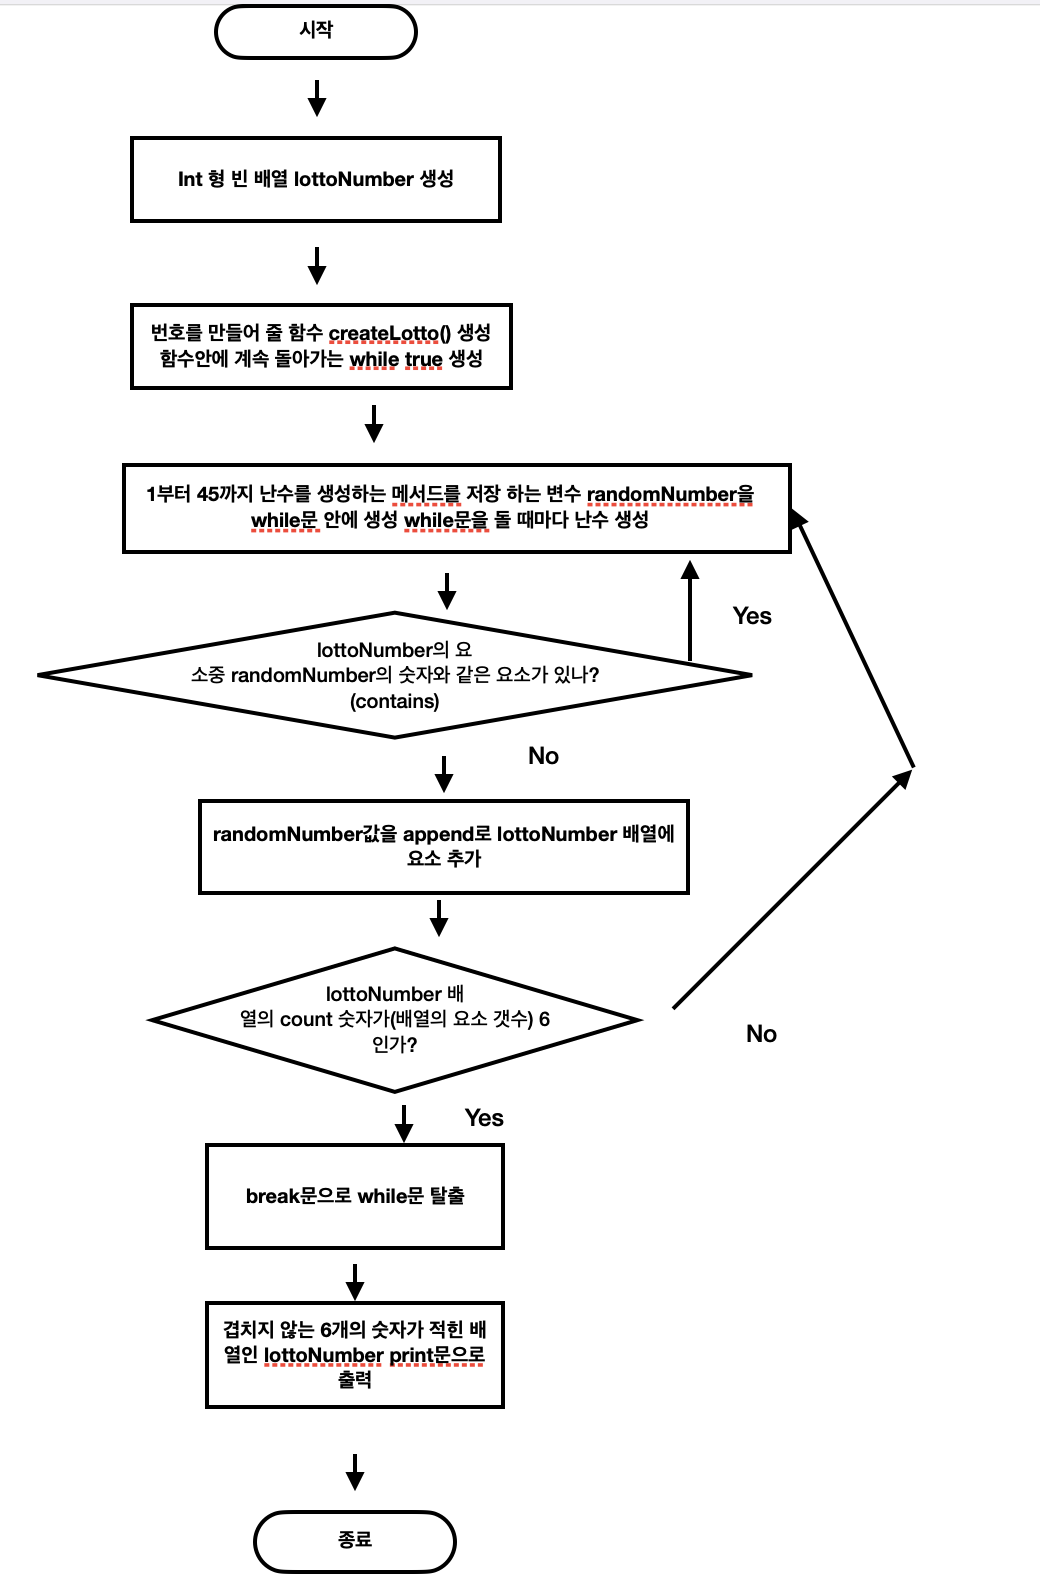 시작
Int 형 빈 배열 lottoNumber 생성
번호를 만들어 줄 함수 createLotto() 생성
함수안에 계속 돌아가는 while true 생성
1부터 45까지 난수를 생성하는 메서드를 저장 하는 변수 randomNumber을
while문 안에 생성 while문을 돌 때마다 난수 생성
Yes
lottoNumber의 요
소중 randomNumber의 숫자와 같은 요소가 있나?
(contains)
No
randomNumber값을 append로 lottoNumber 배열에
요소 추가
lottoNumber 배
열의 count 숫자가(배열의 요소 갯수) 6
인가?
No
Yes
break문으로 while문 탈출
겹치지 않는 6개의 숫자가 적힌 배
열인 lottoNumber print문으로
출력
종료